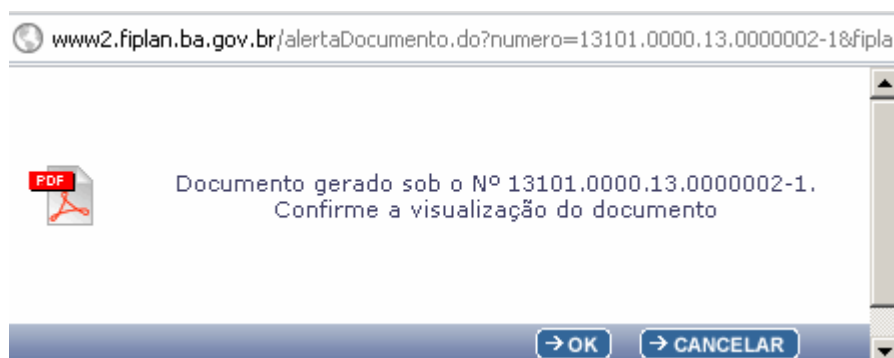 www2.fiplan.ba.gov.br/alertaDocumento.do?numero=13101.0000.13.0000002-1&fipla
PDF
Documento gerado sob o Nº 13101.0000.13.0000002-1.
Confirme a visualização do documento
OK CANCELAR